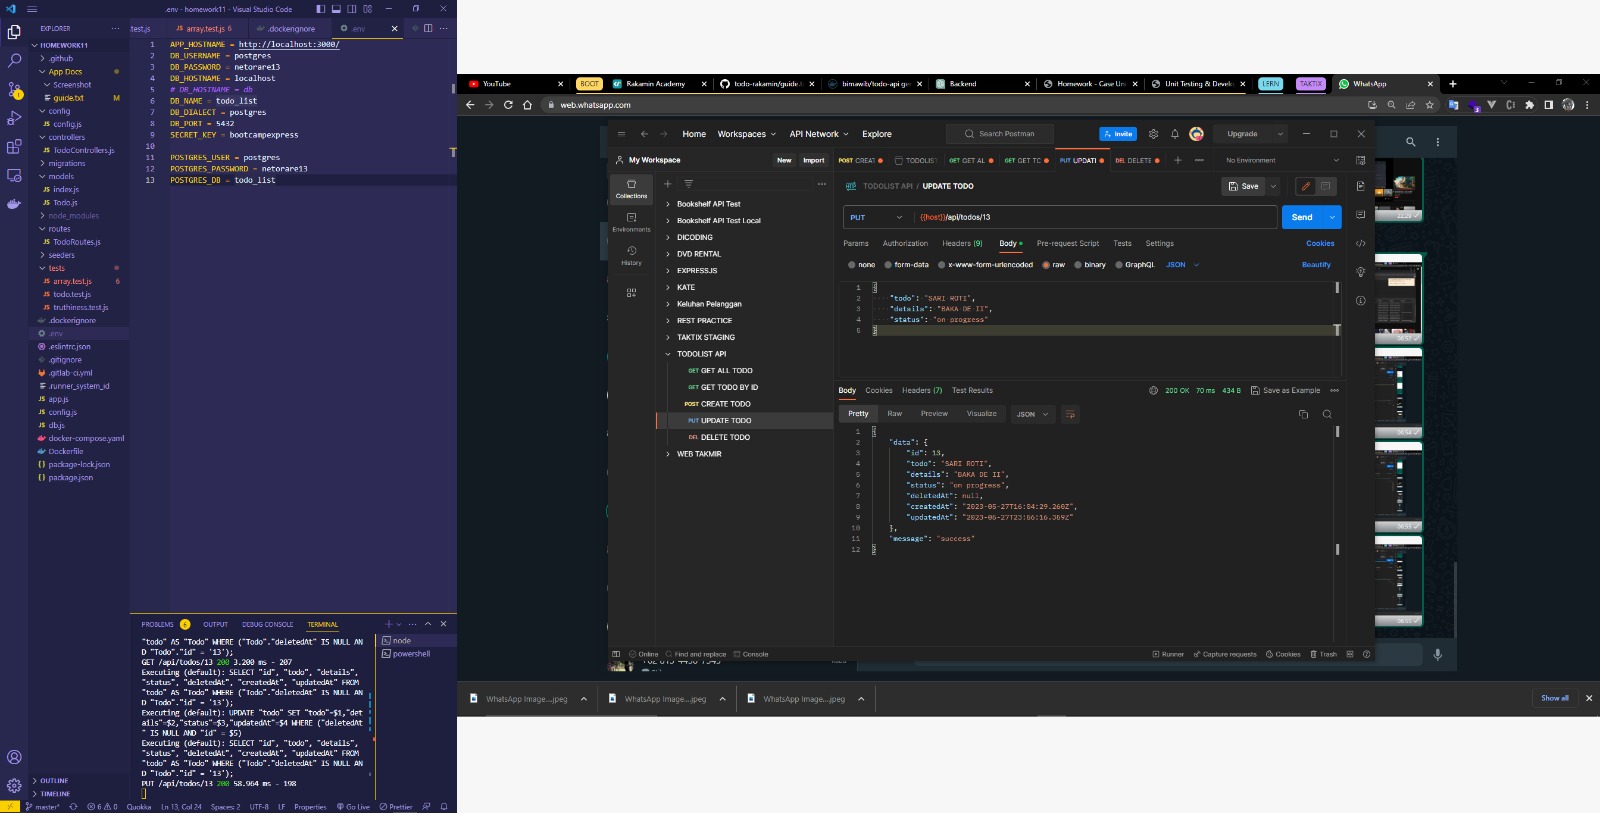 .env - homework11 - Visual Studio Code
EXPLORER
HOMEWORK11
.github
App Docs
Screenshot
guide.txt M
config
config.js
controllers
TodoControllers.js
migrations
models
index.js
Todo.js
node_modules
routes
TodoRoutes.js
seeders
tests
array.test.js 6
todo.test.js
truthiness.test.js
.dockerignore
.env
.eslintrc.json
.gitignore
.gitlab-ci.yml
.runner_system_id
app.js
config.js
db.js
docker-compose.yaml
Dockerfile
package-lock.json
package.json
OUTLINE
TIMELINE
test.js
array.test.js 6
.dockerignore
.env
1 APP_HOSTNAME = http://localhost:3000/
2 DB_USERNAME = postgres
3 DB_PASSWORD = netorarei3
4 DB_HOSTNAME = localhost
5 # DB_HOSTNAME = db
6 DB_NAME = todo_list
7 DB_DIALECT = postgres
8 DB_PORT = 5432
9 SECRET_KEY = bootcampexpress
10
11 POSTGRES_USER = postgres
12 POSTGRES_PASSWORD = netorarei3
13 POSTGRES_DB = todo_list
PROBLEMS 6 OUTPUT DEBUG CONSOLE TERMINAL
node
powershell
"todo" AS "Todo" WHERE ("Todo"."deletedAt" IS NULL AN
D "Todo"."id" = '13');
GET /api/todos/13 200 3.200 ms - 207
Executing (default): SELECT "id", "todo", "details",
"status", "deletedAt", "createdAt", "updatedAt" FROM
"todo" AS "Todo" WHERE ("Todo"."deletedAt" IS NULL AN
D "Todo"."id" = '13');
Executing (default): UPDATE "todo" SET "todo"=$1,"det
ails"=$2,"status"=$3,"updatedAt"=$4 WHERE ("deletedAt
" IS NULL AND "id" = $5)
Executing (default): SELECT "id", "todo", "details",
"status", "deletedAt", "createdAt", "updatedAt" FROM
"todo" AS "Todo" WHERE ("Todo"."deletedAt" IS NULL AN
D "Todo"."id" = '13');
PUT /api/todos/13 200 58.964 ms - 198
master* 6 0 Quokka Ln 13, Col 24 Spaces: 2 UTF-8 LF Properties Go Live Prettier
YouTube
BOOT
Rakamin Academy
todo-rakamin/guide.t
bimawit/todo-api ge
Backend
Homework - Case Uni
Unit Testing & Develo
LERN
TAKTIX
WhatsApp
web.whatsapp.com
Home Workspaces API Network Explore
Search Postman
Invite
Upgrade
My Workspace New Import
Collections
Environments
History
Bookshelf API Test
Bookshelf API Test Local
DICODING
DVD RENTAL
EXPRESSJS
KATE
Keluhan Pelanggan
REST PRACTICE
TAKTIX STAGING
TODOLIST API
GET GET ALL TODO
GET GET TODO BY ID
POST CREATE TODO
PUT UPDATE TODO
DEL DELETE TODO
WEB TAKMIR
POST CREAT
TODOLIS
GET GET AL
GET GET TC
PUT UPDATI
DEL DELETE
No Environment
TODOLIST API / UPDATE TODO
Save
PUT {{host}}/api/todos/13 Send
Params Authorization Headers (9) Body Pre-request Script Tests Settings Cookies
none form-data x-www-form-urlencoded raw binary GraphQL JSON Beautify
1 {
2 "todo": "SARI ROTI",
3 "details": "BAKA DE II",
4 "status": "on progress"
5 }
Body Cookies Headers (7) Test Results
200 OK 70 ms 434 B Save as Example
Pretty Raw Preview Visualize JSON
1 {
2 "data": {
3 "id": 13,
4 "todo": "SARI ROTI",
5 "details": "BAKA DE II",
6 "status": "on progress",
7 "deletedAt": null,
8 "createdAt": "2023-05-27T16:04:29.260Z",
9 "updatedAt": "2023-05-27T23:56:16.369Z"
10 },
11 "message": "success"
12 }
Online Find and replace Console
Runner Capture requests Cookies Trash
WhatsApp Image....jpeg
WhatsApp Image....jpeg
WhatsApp Image....jpeg
Show all